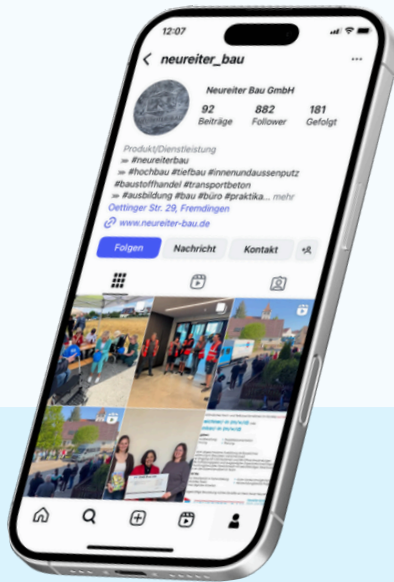 12:07
neureiter_bau
Neureiter Bau GmbH
92 882 181
Beiträge Follower Gefolgt
Produkt/Dienstleistung
>> #neureiterbau
>> #hochbau #tiefbau #innenundaussenputz
#baustoffhandel #transportbeton
>> #ausbildung #bau #büro #praktika... mehr
Oettinger Str. 29, Fremdingen
www.neureiter-bau.de
Folgen Nachricht Kontakt